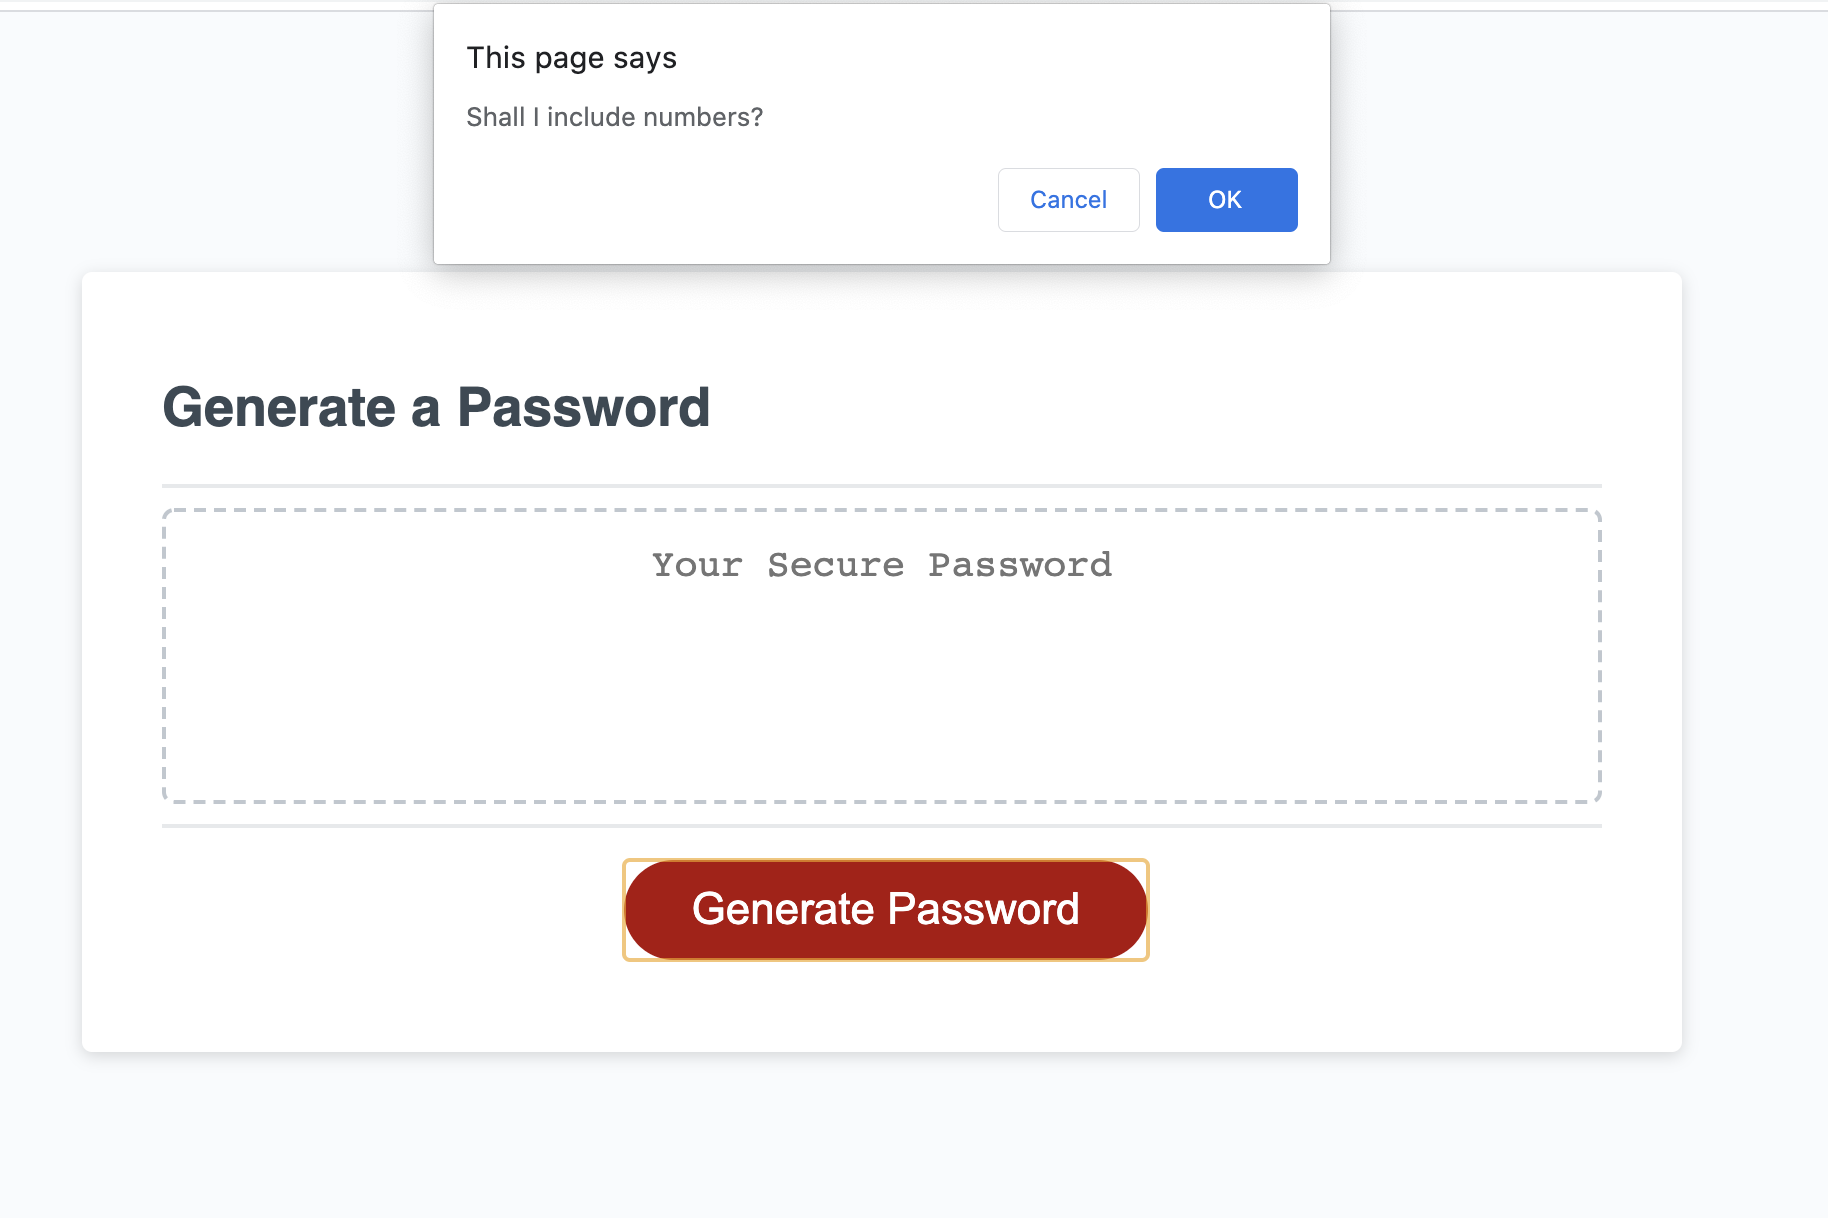 This page says
Shall I include numbers?
Cancel OK
Generate a Password
Your Secure Password
Generate Password